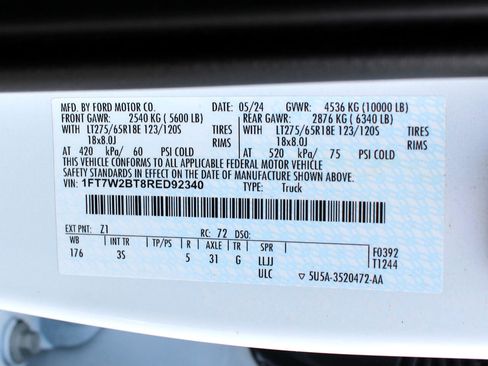 MFD. BY FORD MOTOR CO. 05/24 GVWR: 4536 KG (10000 LB)
FRONT GAWR: 2540 KG ( 5600 LB) REAR GAWR: 2876 KG ( 6340 LB)
WITH LT275/65R18E 123/120S TIRES WITH LT275/65R18E 123/120S TIRES
18x8.0J RIMS 18x8.0J RIMS
AT 420 kPa/ 60 PSI COLD AT 520 kPa/ 75 PSI COLD
THIS VEHICLE CONFORMS TO ALL APPLICABLE FEDERAL MOTOR VEHICLE
SAFETY STANDARD IN EFFECT ON THE DATE OF MANUFACTURE SHOWN ABOVE.
VIN: 1FT7W2BT8RED92340 TYPE: Truck
EXT PNT: Z1 RC: 72 DSO:
WB INT TR TP/PS R AXLE TR SPR F0392
176 3S 5 31 G LLJJ T1244
ULC 5U5A-3520472-AA